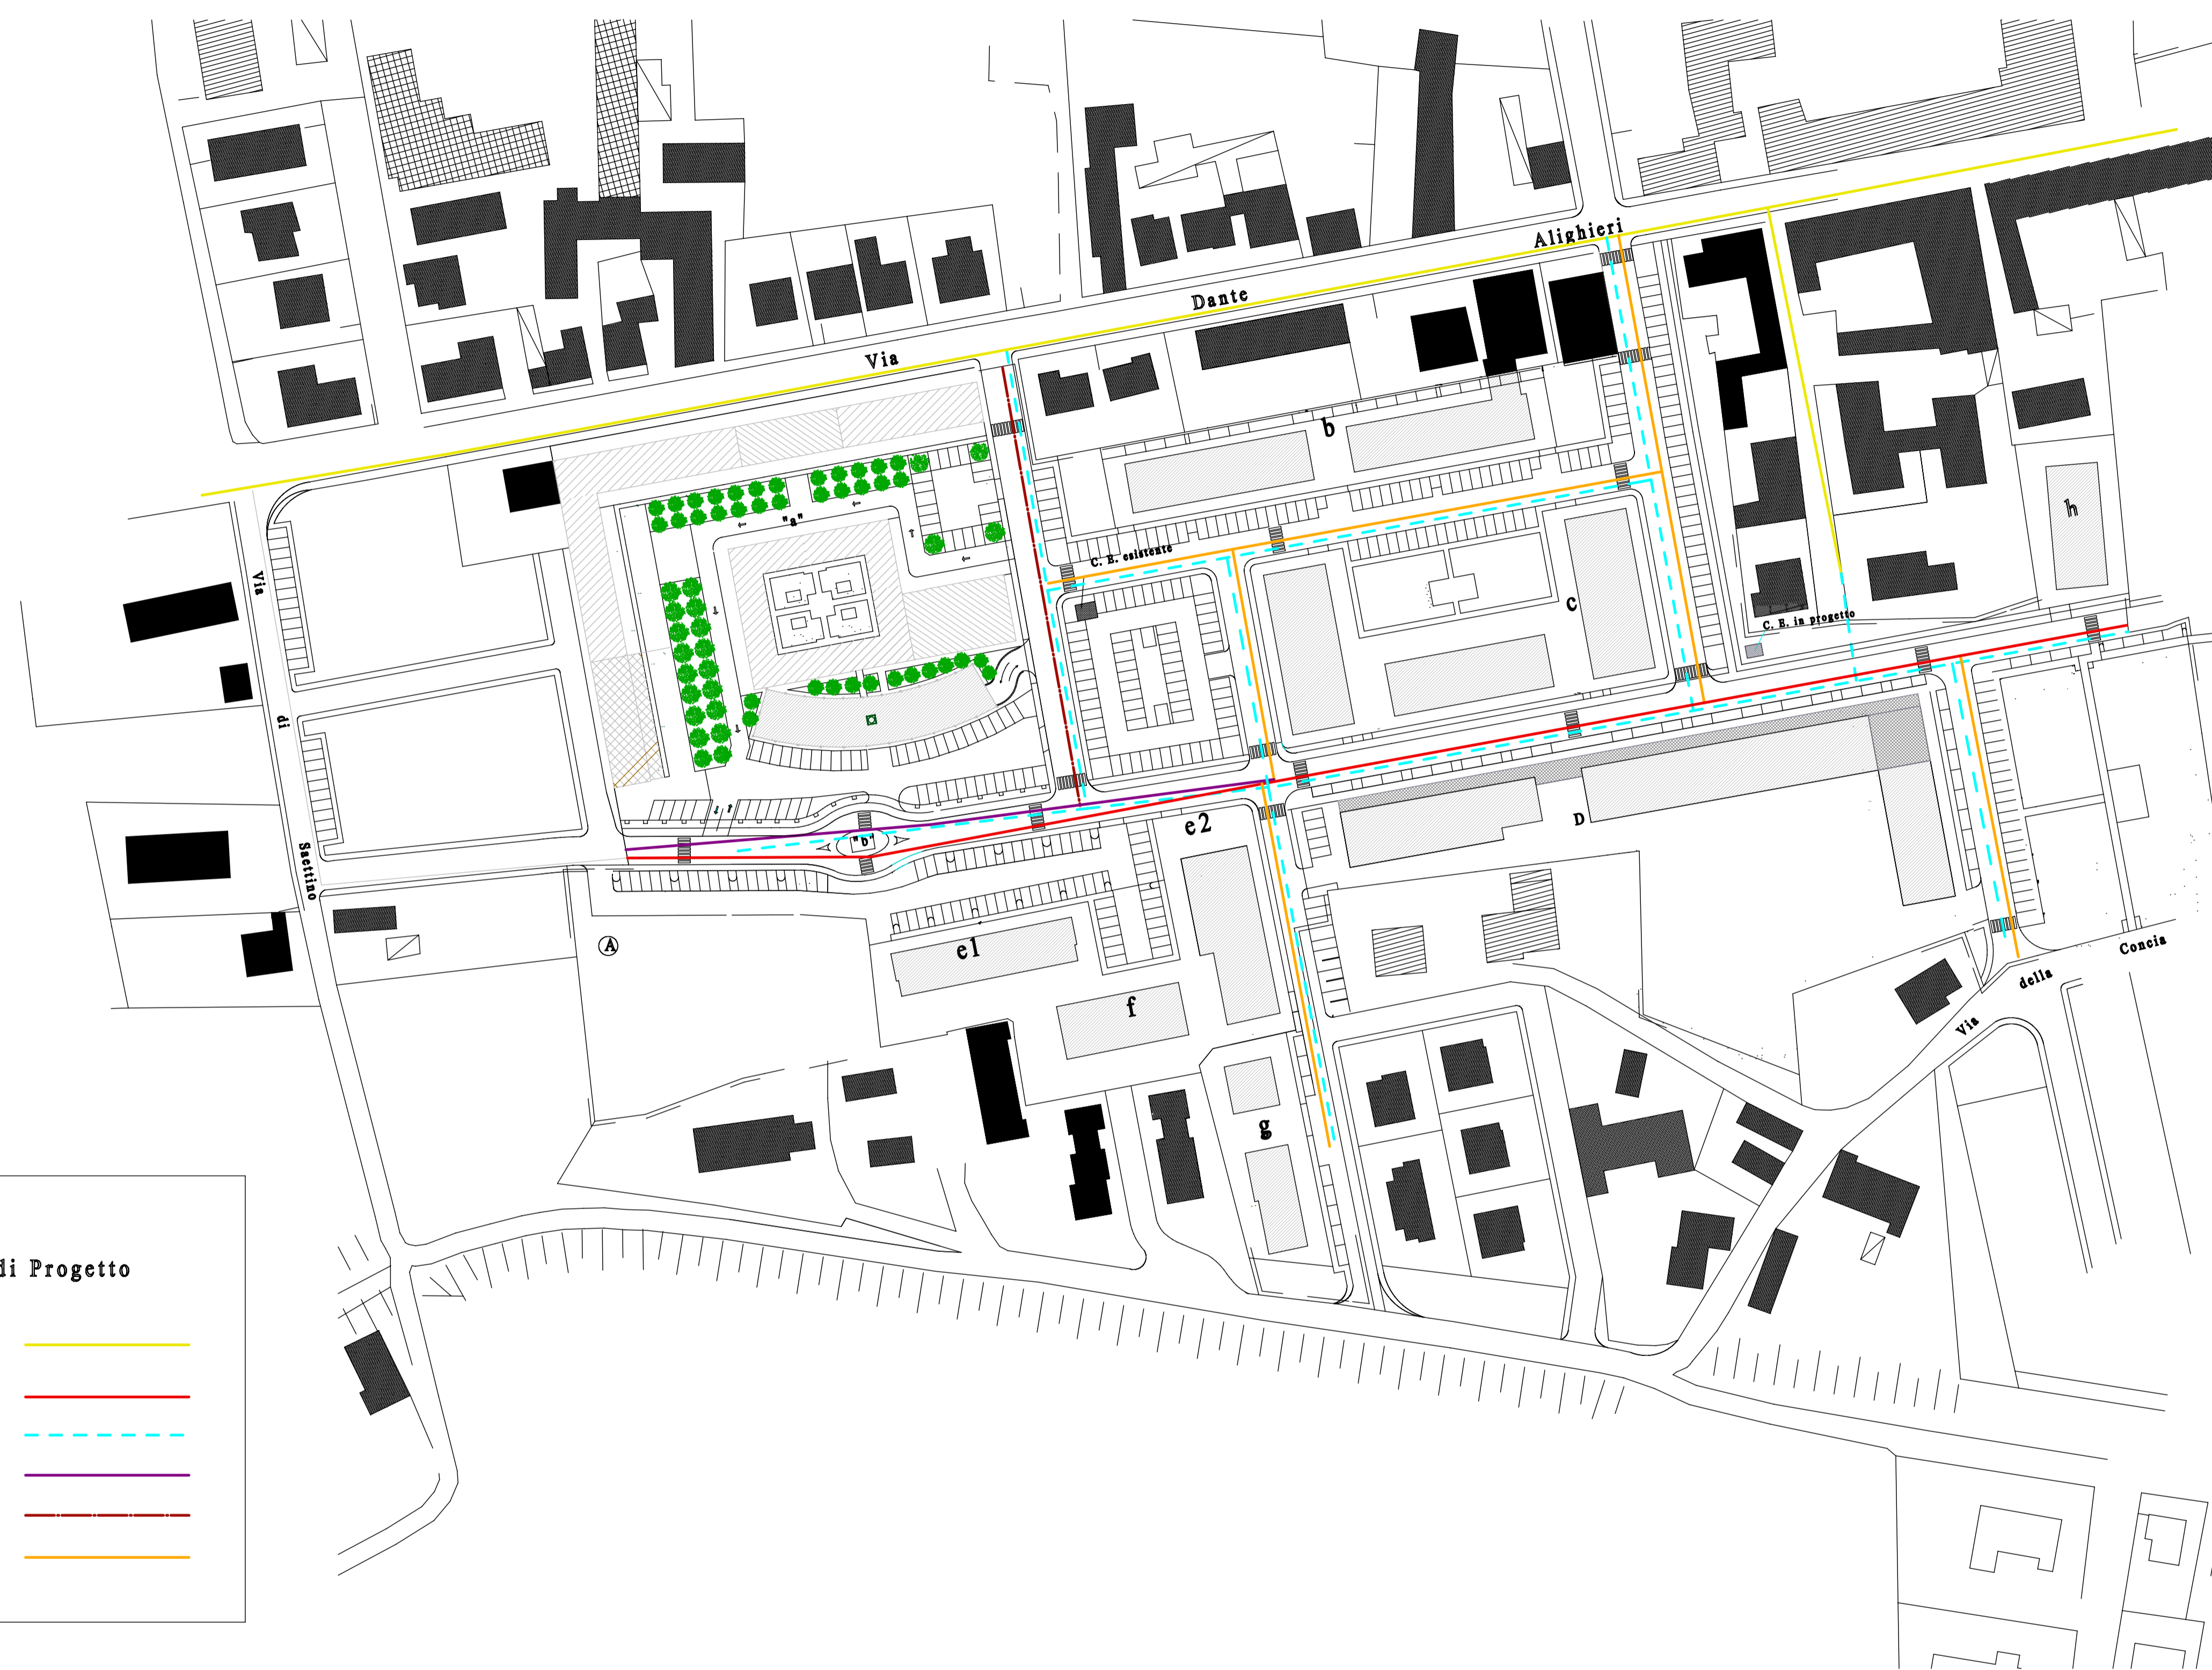 Alighieri
Dante
Via
b
h
"a"
C. E. esistente
Via
c
C. E. in progetto
di
e2
D
"b"
Saettino
A
e1
Concia
della
f
Via
g
di Progetto